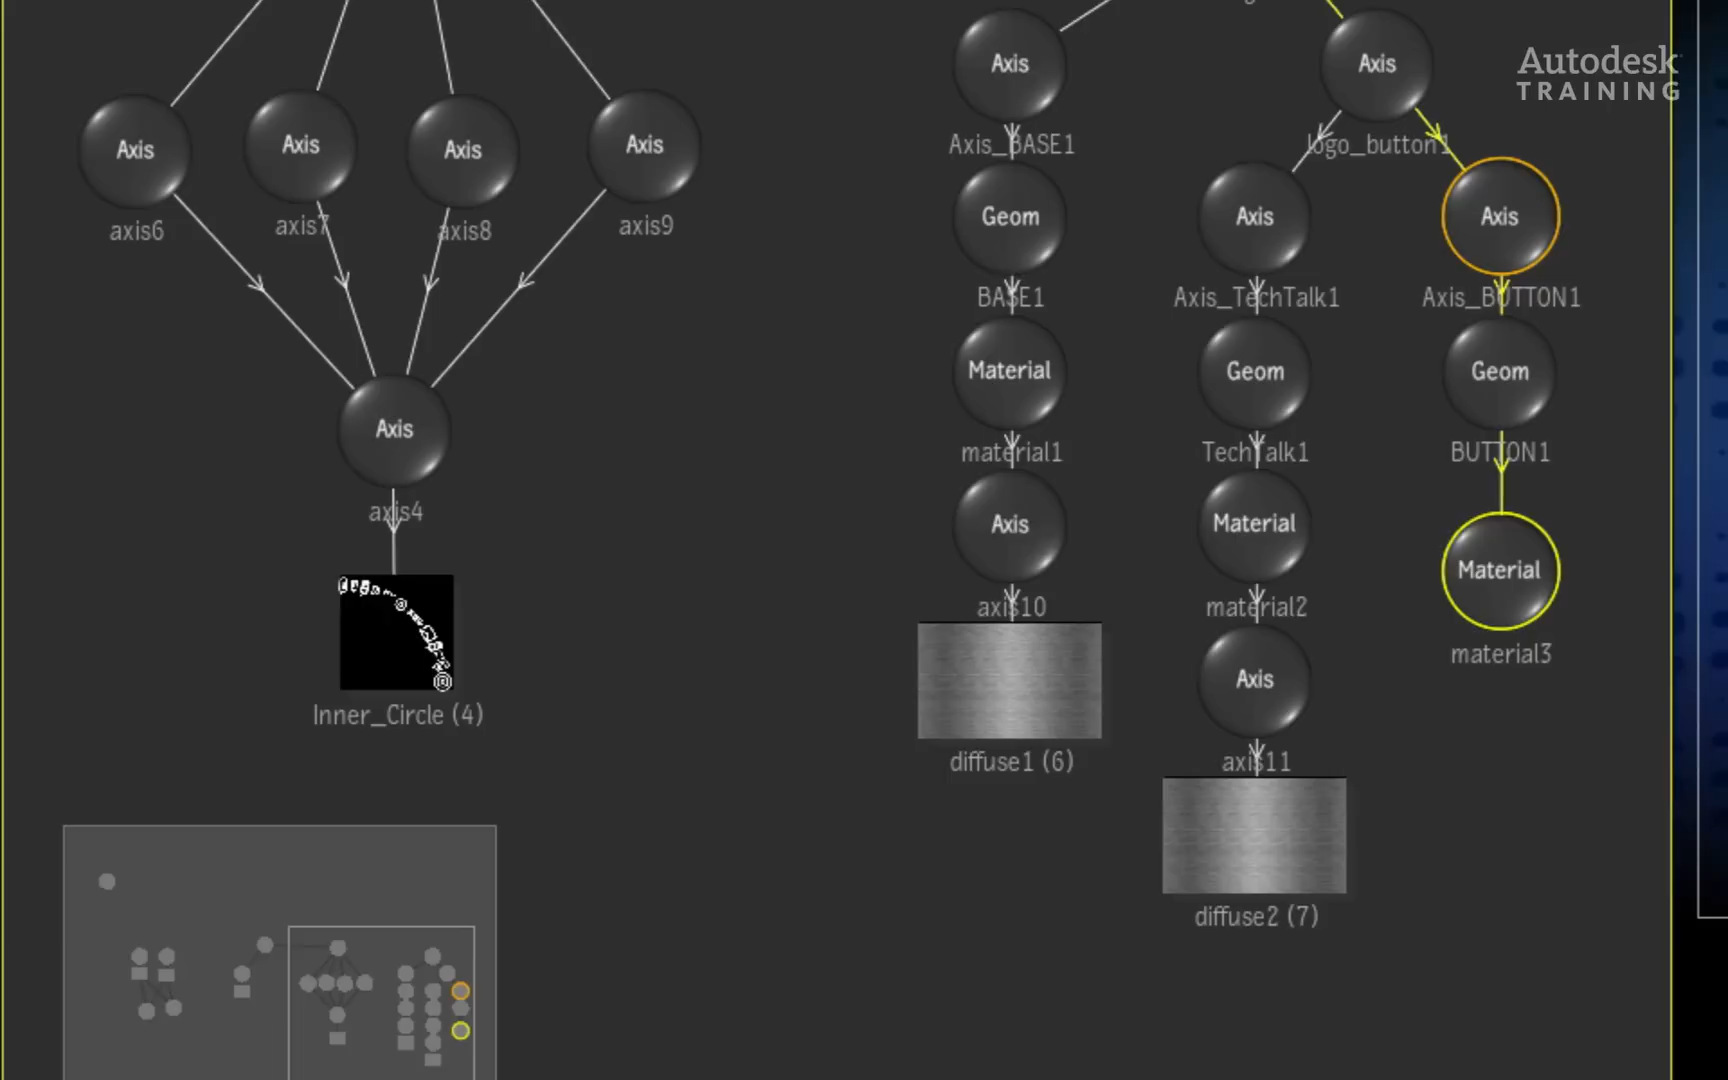 Autodesk
TRAINING
Axis
Axis
Axis
Axis
axis6
axis7
axis8
axis9
Axis
axis4
Inner_Circle (4)
Axis
Axis_BASE1
Geom
BASE1
Material
material1
Axis
axis10
diffuse1 (6)
Axis
logo_button1
Axis
Axis_TechTalk1
Geom
TechTalk1
Material
material2
Axis
axis11
diffuse2 (7)
Axis
Axis_BUTTON1
Geom
BUTTON1
Material
material3